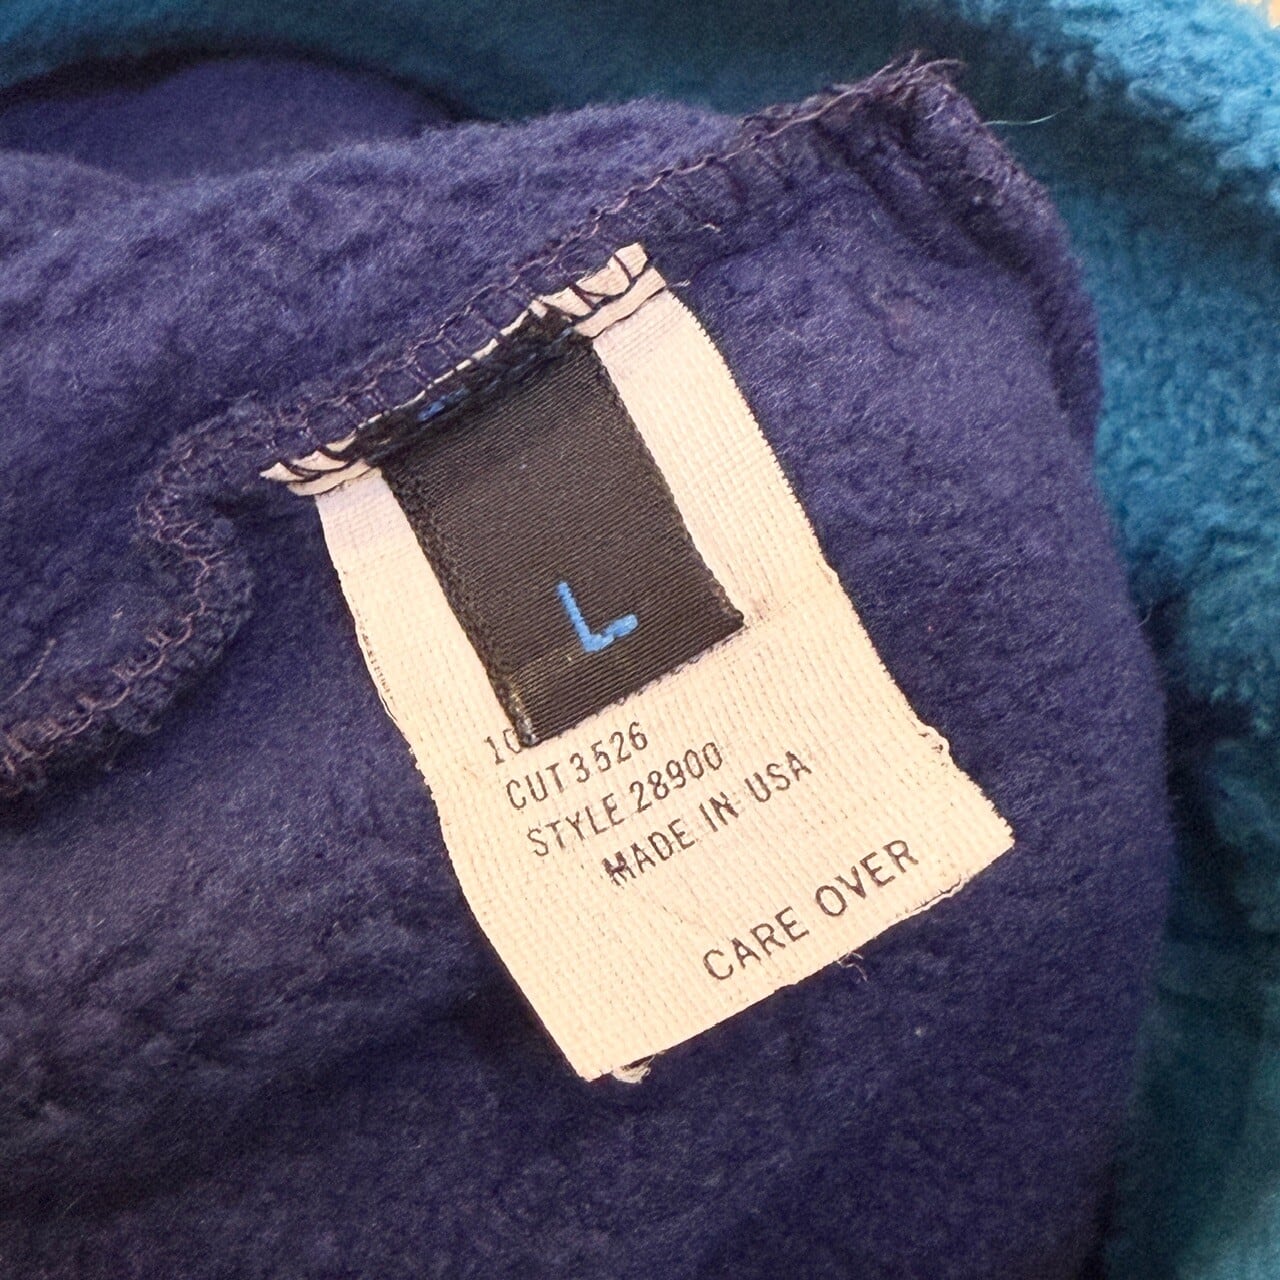 L
CUT 3526
STYLE 28900
MADE IN USA
CARE OVER